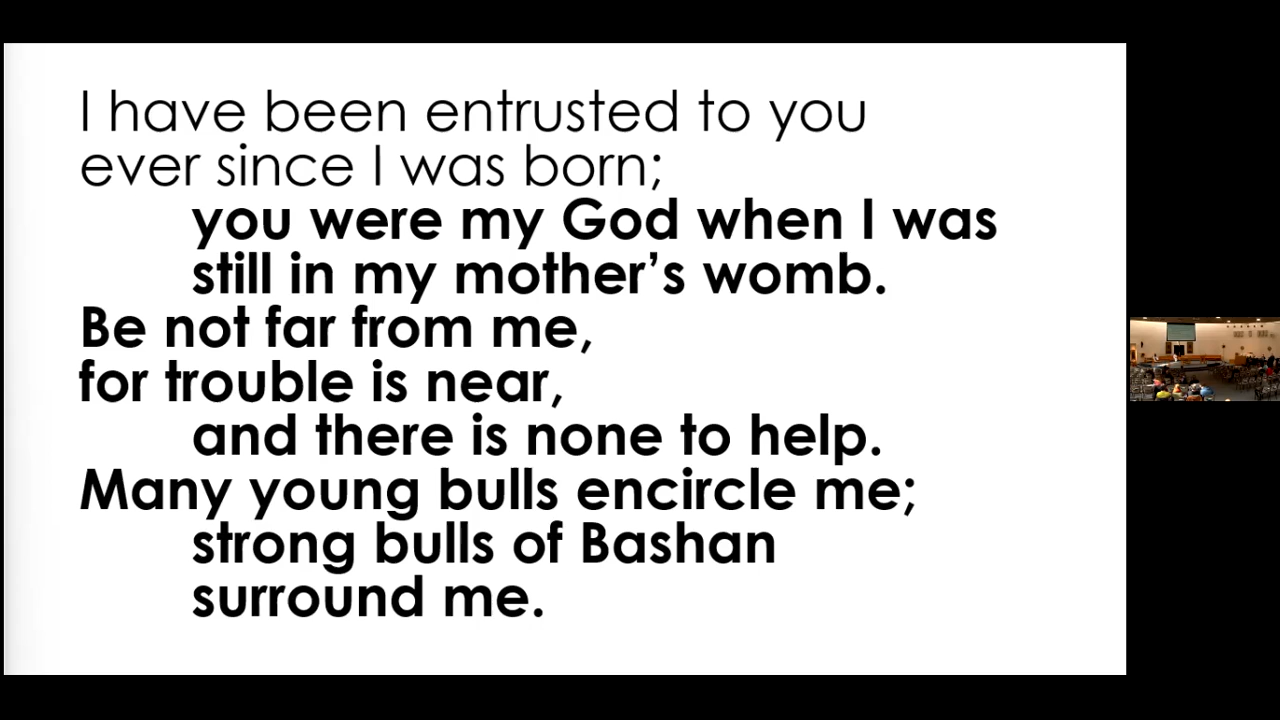 I have been entrusted to you
ever since I was born;
you were my God when I was
still in my mother’s womb.
Be not far from me,
for trouble is near,
and there is none to help.
Many young bulls encircle me;
strong bulls of Bashan
surround me.